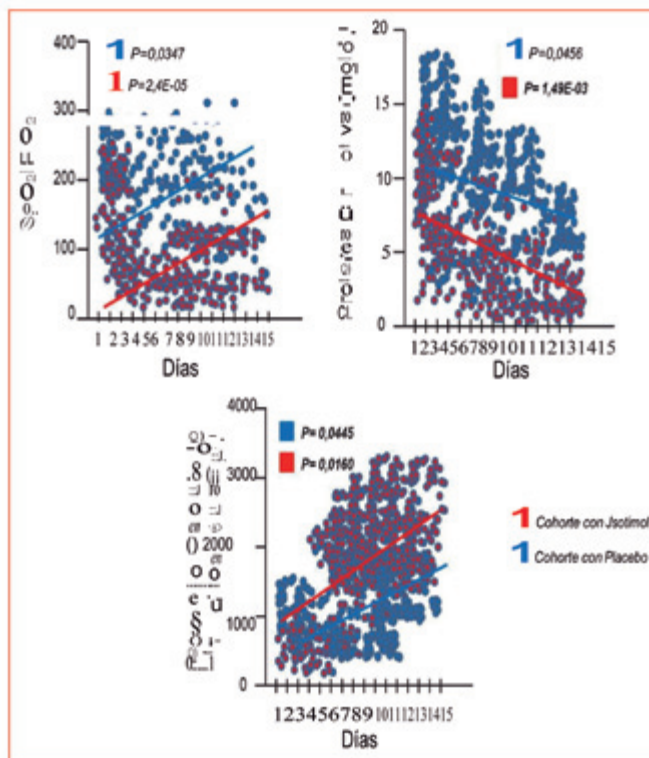 400
300
200
100
0
P=0,0347
P=2,4E-05
1 2 3 4 5 6 7 8 9 10 11 12 13 14 15
Días
20
15
10
5
0
P=0,0456
P=1,49E-03
1 2 3 4 5 6 7 8 9 10 11 12 13 14 15
Días
4000
3000
2000
1000
0
P=0,0445
P=0,0160
1 2 3 4 5 6 7 8 9 10 11 12 13 14 15
Días
Cohorte con Jsotimol
Cohorte con Placebo